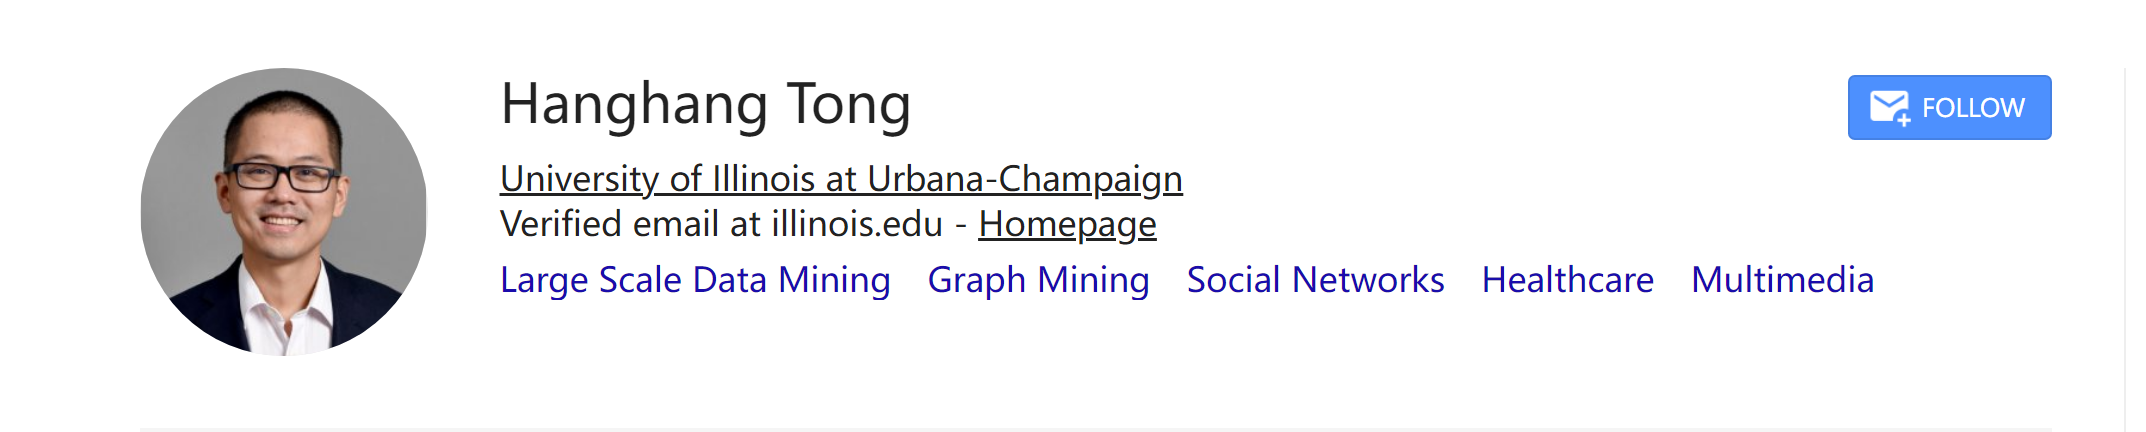 Hanghang Tong
FOLLOW
University of Illinois at Urbana-Champaign
Verified email at illinois.edu - Homepage
Large Scale Data Mining Graph Mining Social Networks Healthcare Multimedia